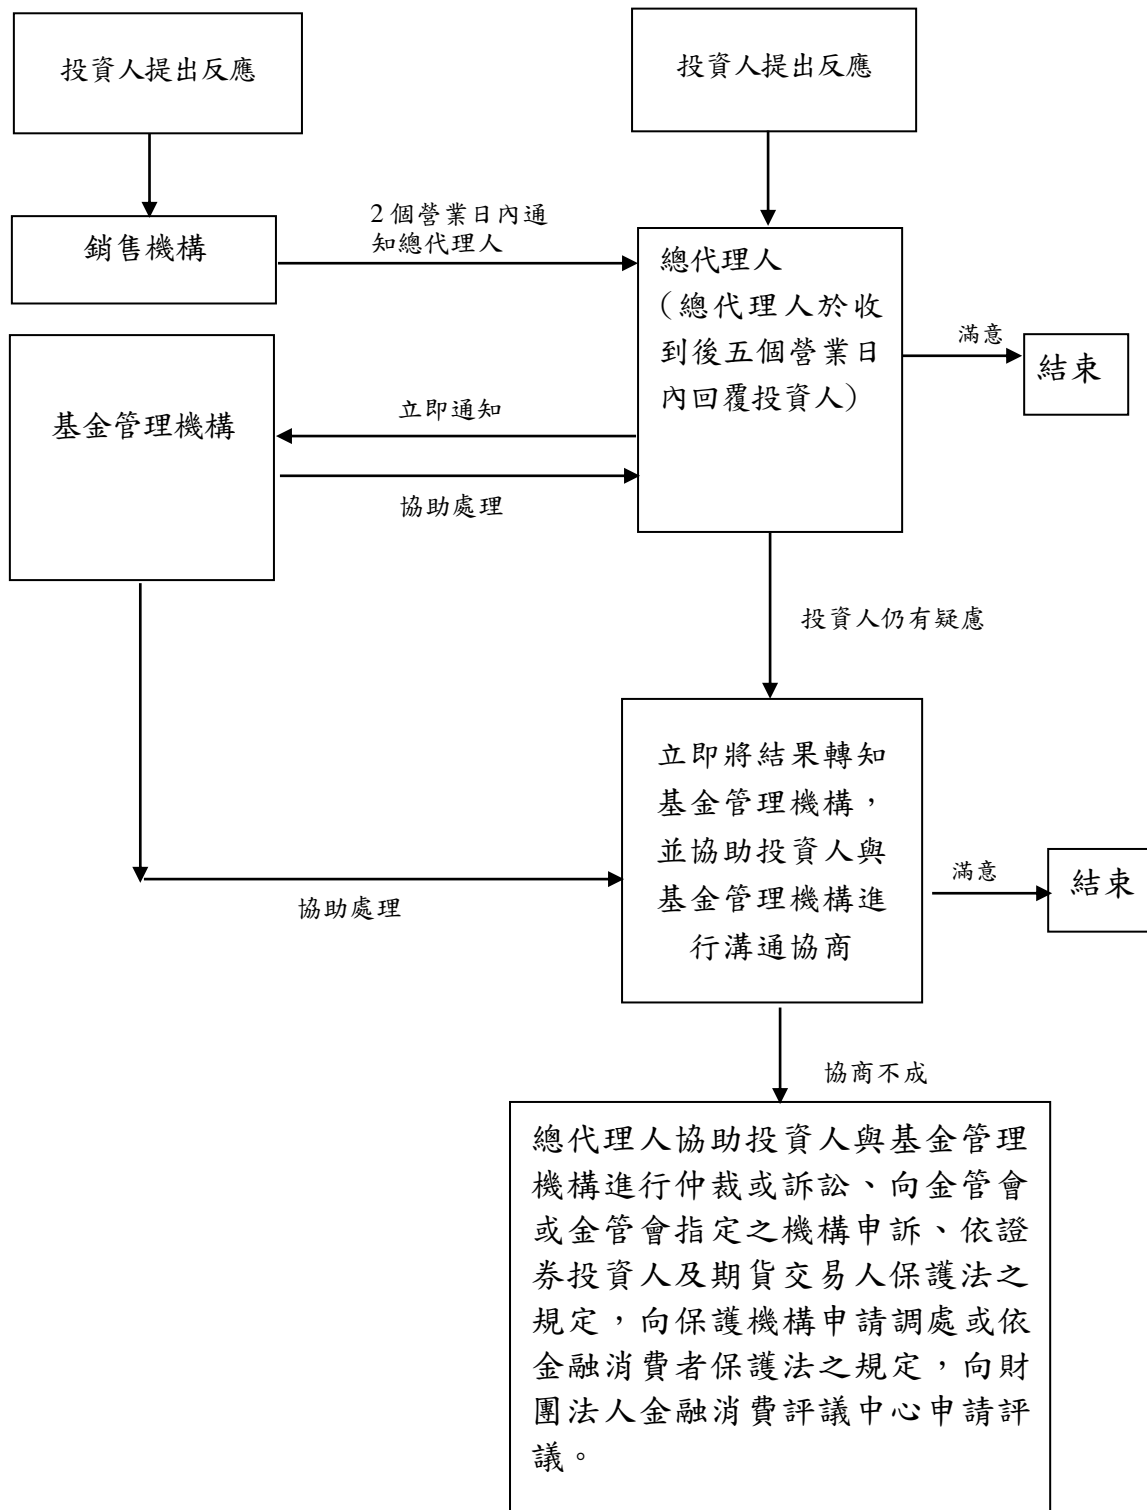 投資人提出反應
投資人提出反應
2 個營業日內通
知總代理人
銷售機構
總代理人
（總代理人於收
到後五個營業日
內回覆投資人）
滿意
結束
基金管理機構
立即通知
協助處理
投資人仍有疑慮
立即將結果轉知
基金管理機構，
並協助投資人與
基金管理機構進
行溝通協商
滿意
結束
協助處理
協商不成
總代理人協助投資人與基金管理
機構進行仲裁或訴訟、向金管會
或金管會指定之機構申訴、依證
券投資人及期貨交易人保護法之
規定，向保護機構申請調處或依
金融消費者保護法之規定，向財
團法人金融消費評議中心申請評
議。